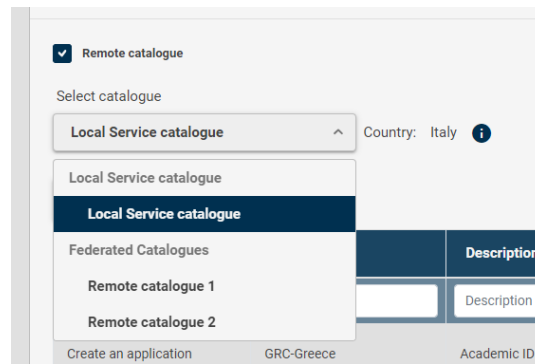 Remote catalogue
Select catalogue
Local Service catalogue Country: Italy i
Local Service catalogue
Local Service catalogue
Federated Catalogues
Description
Remote catalogue 1
Description
Remote catalogue 2
Create an application GRC-Greece Academic ID